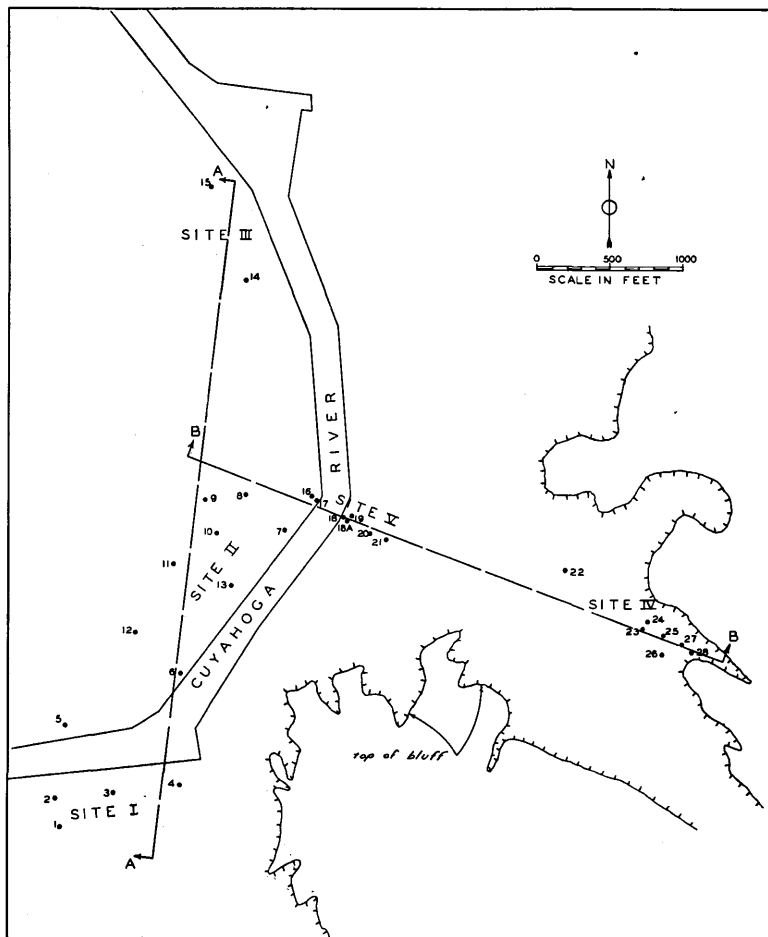 A
15
SITE III
14
N
0 500 1000
SCALE IN FEET
RIVER
B
9
8
16
17
SITE V
18
19
18A
20
21
10
7
11
SITE II
13
22
12
CUYAHOGA
SITE IV
24
23
25
27
B
26
28
6
5
top of bluff
4
2
3
SITE I
1
A